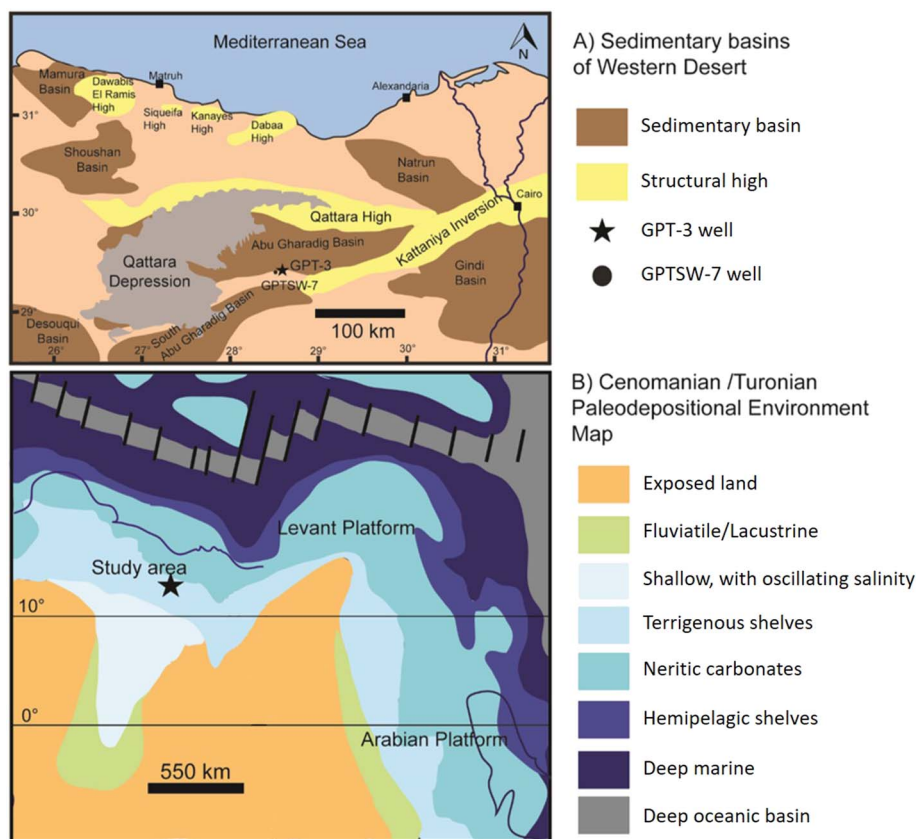 Mediterranean Sea
N
Mamura
Basin
Dawabis
El Ramis
High
Matruh
Alexandaria
Siqueifa
High
Kanayes
High
Dabaa
High
31°
Shoushan
Basin
Natrun
Basin
30°
Cairo
Qattara High
Kattaniya Inversion
Abu Gharadig Basin
Qattara
Depression
GPT-3
GPTSW-7
Gindi
Basin
29°
Desouqui
Basin
South
Abu Gharadig Basin
100 km
26°
27°
28°
29°
30°
31°
A) Sedimentary basins
of Western Desert
Sedimentary basin
Structural high
GPT-3 well
GPTSW-7 well
Levant Platform
Study area
10°
0°
Arabian Platform
550 km
B) Cenomanian /Turonian
Paleodepositional Environment
Map
Exposed land
Fluviatile/Lacustrine
Shallow, with oscillating salinity
Terrigenous shelves
Neritic carbonates
Hemipelagic shelves
Deep marine
Deep oceanic basin